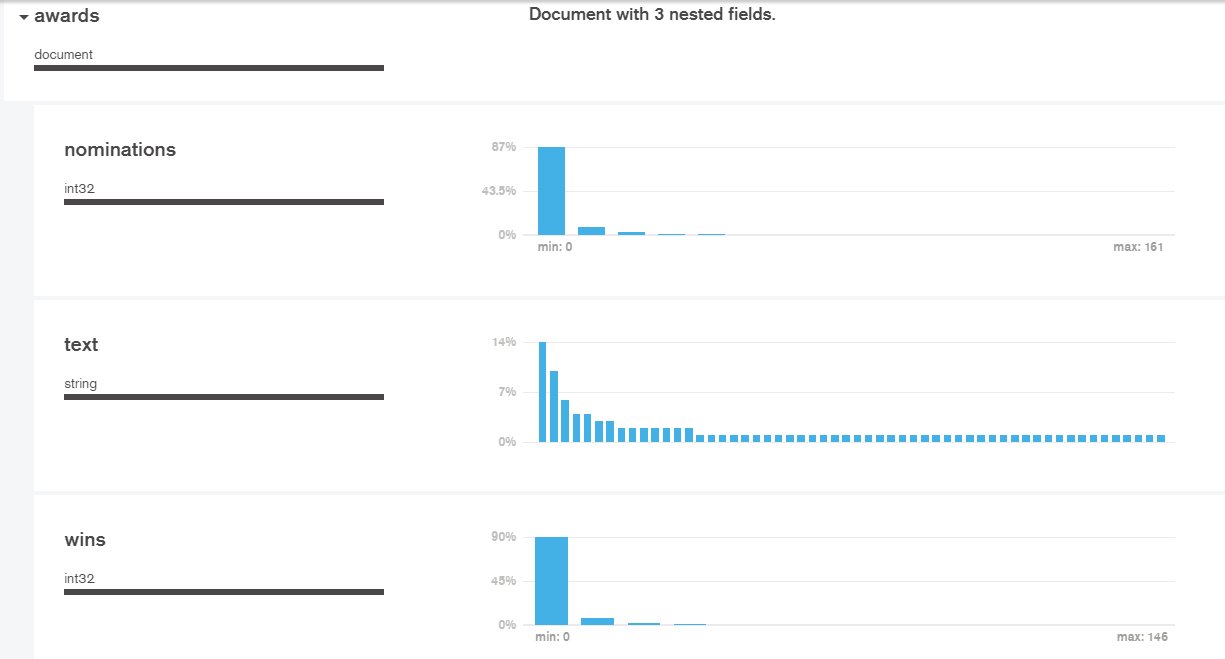 awards
Document with 3 nested fields.
document
nominations
int32
87%
43.5%
0%
min: 0
max: 161
text
string
14%
7%
0%
wins
int32
90%
45%
0%
min: 0
max: 146